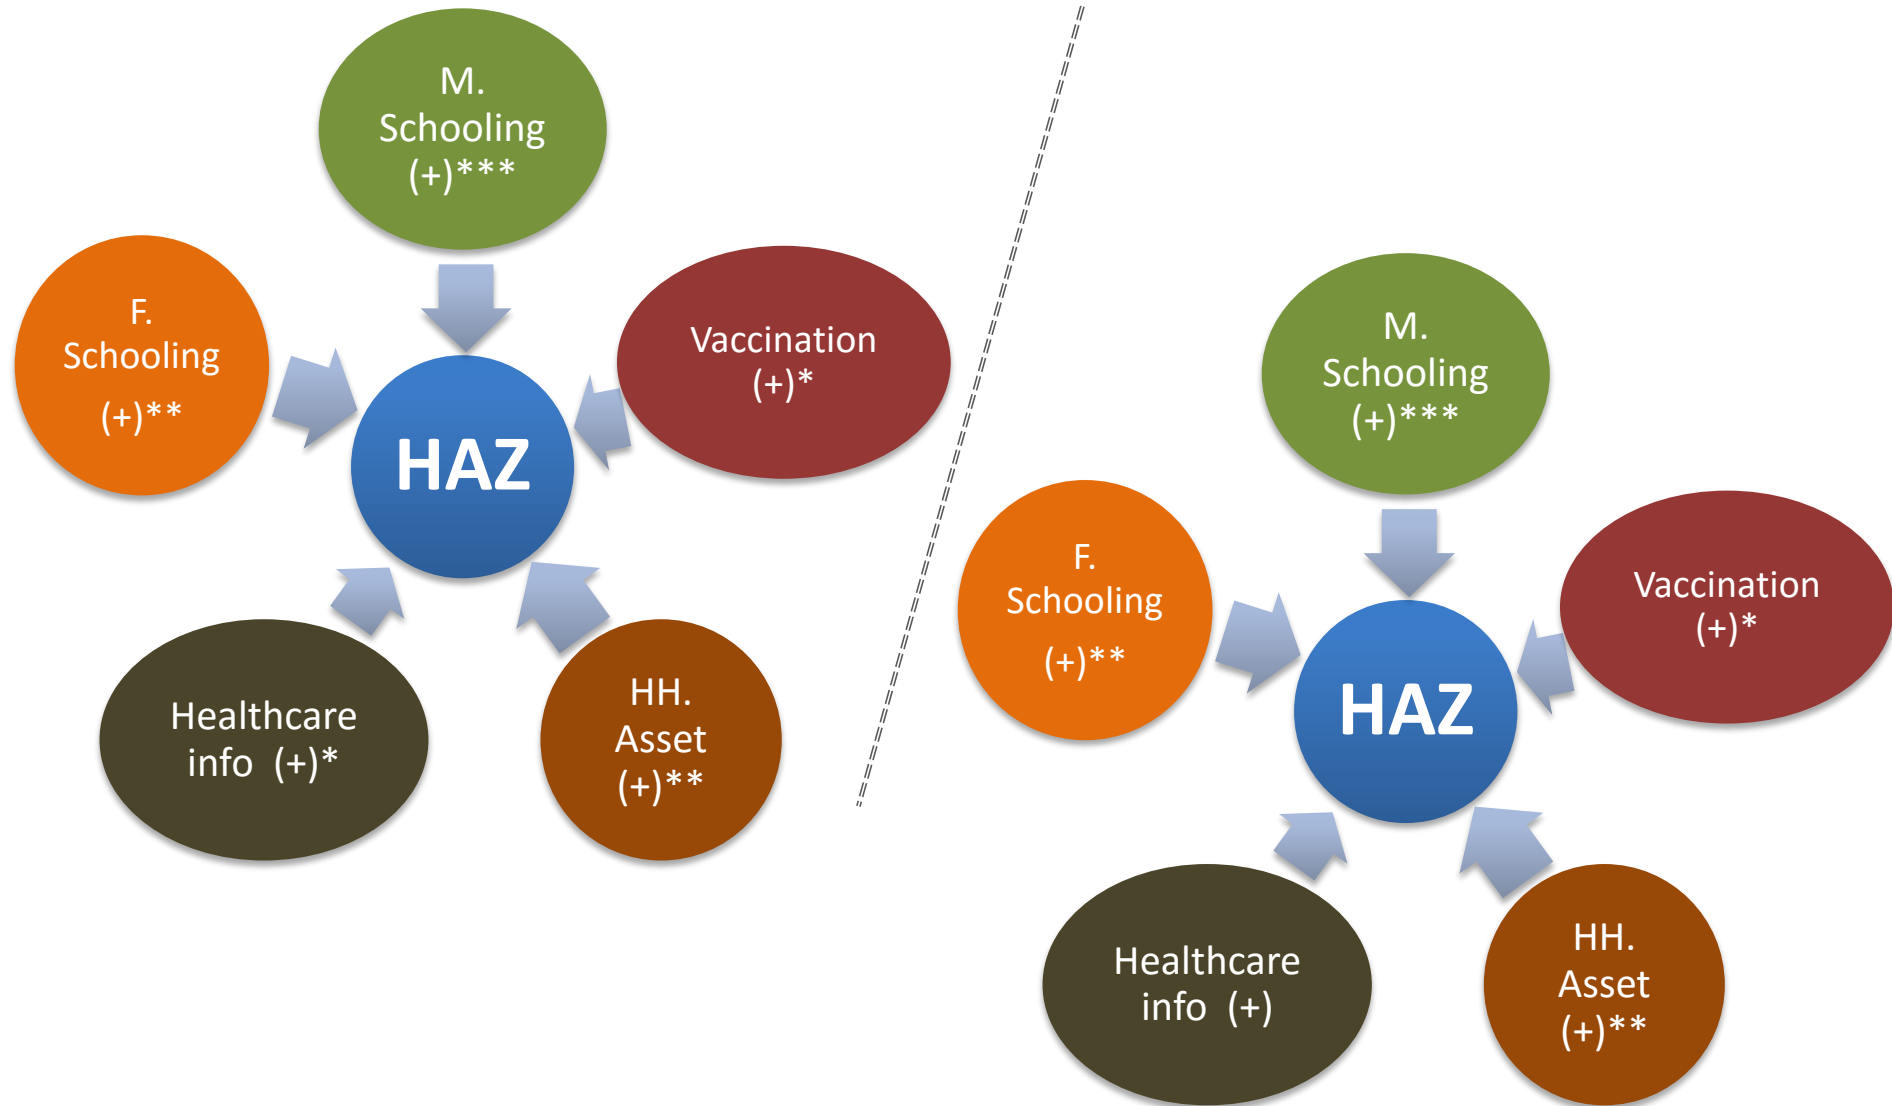 M.
Schooling
(+)***
F.
Schooling
(+)**
Vaccination
(+)*
HAZ
Healthcare
info (+)*
HH.
Asset
(+)**
M.
Schooling
(+)***
F.
Schooling
(+)**
Vaccination
(+)*
HAZ
Healthcare
info (+)
HH.
Asset
(+)**